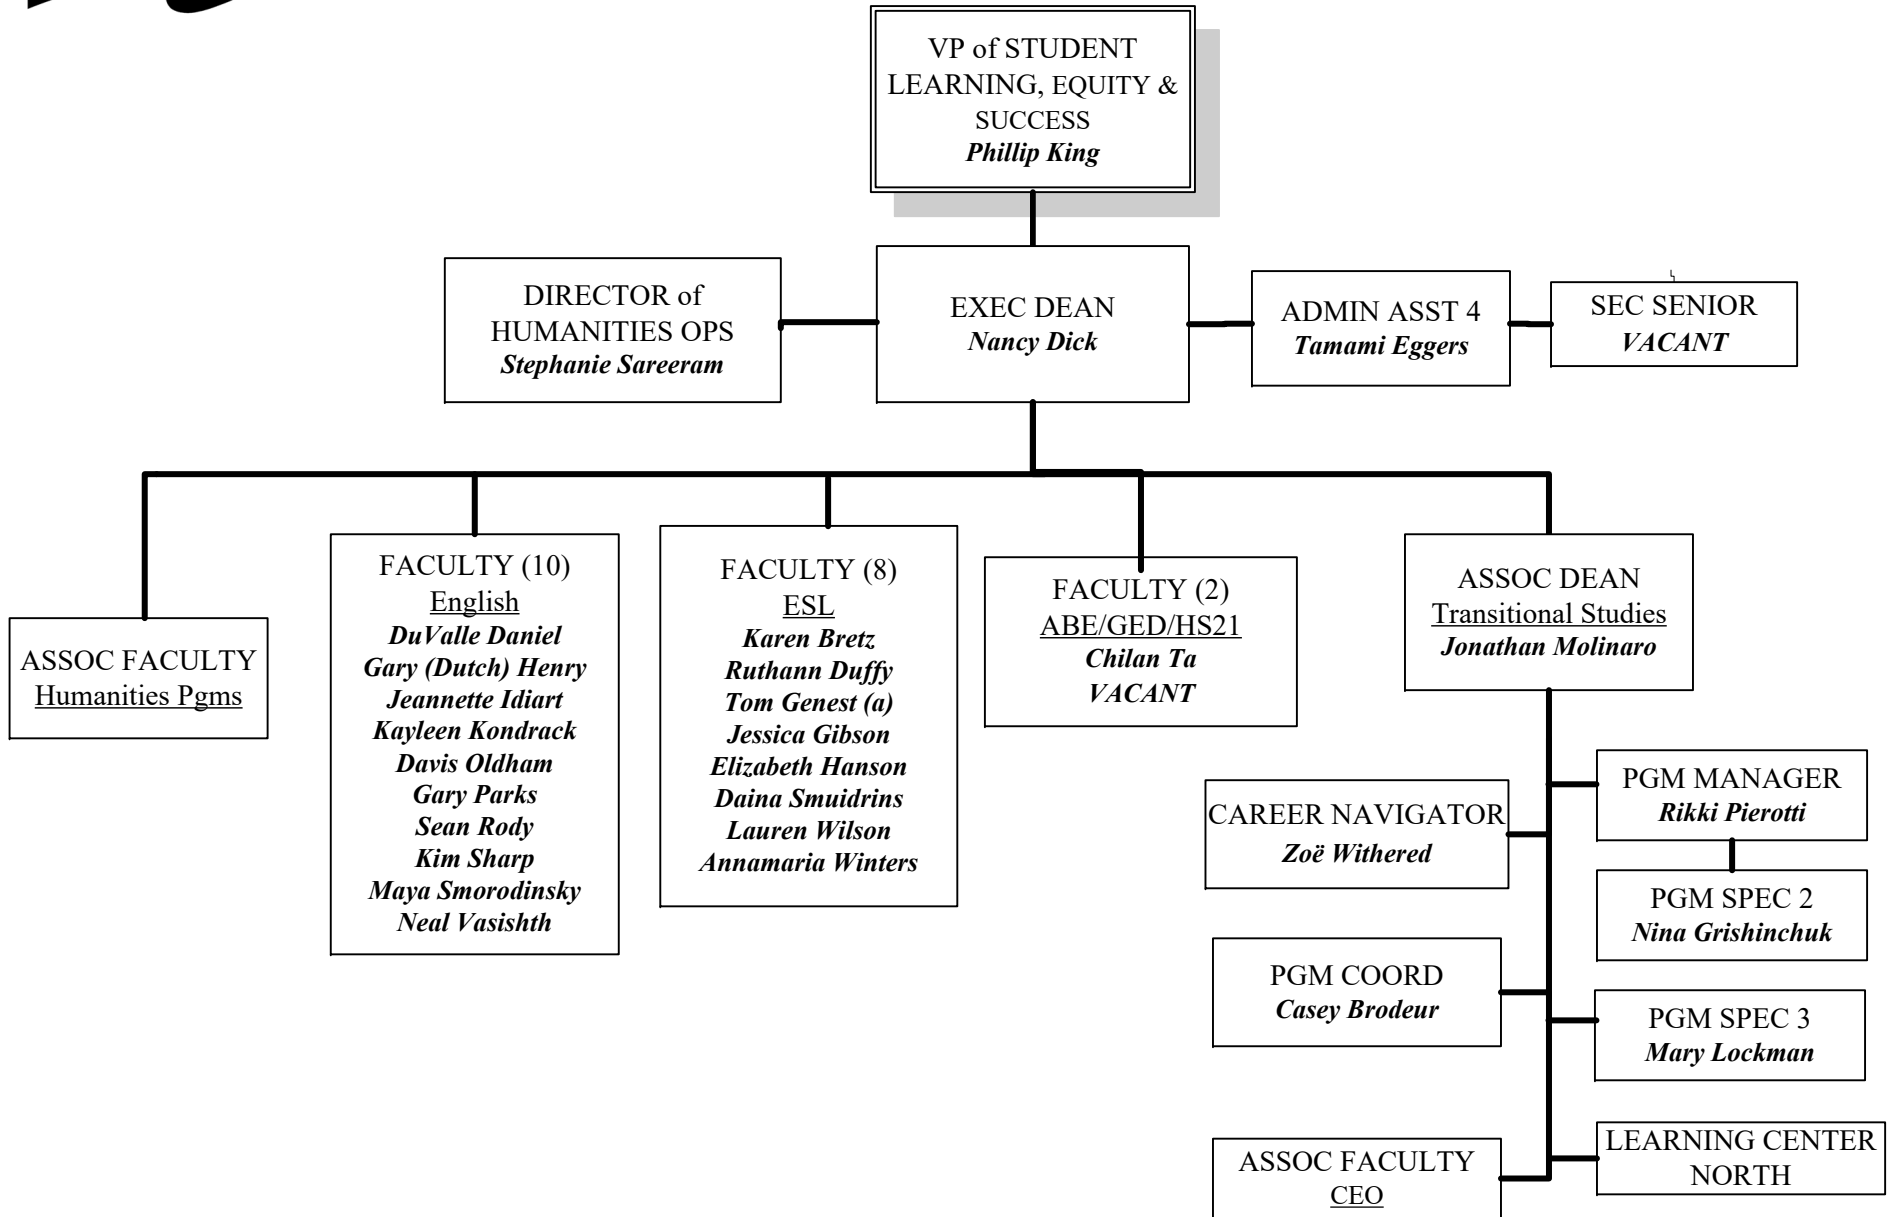 VP of STUDENT
LEARNING, EQUITY &
SUCCESS
Phillip King
DIRECTOR of
HUMANITIES OPS
Stephanie Sareeram
EXEC DEAN
Nancy Dick
ADMIN ASST 4
Tamami Eggers
SEC SENIOR
VACANT
ASSOC FACULTY
Humanities Pgms
FACULTY (10)
English
DuValle Daniel
Gary (Dutch) Henry
Jeannette Idiart
Kayleen Kondrack
Davis Oldham
Gary Parks
Sean Rody
Kim Sharp
Maya Smorodinsky
Neal Vasishth
FACULTY (8)
ESL
Karen Bretz
Ruthann Duffy
Tom Genest (a)
Jessica Gibson
Elizabeth Hanson
Daina Smuidrins
Lauren Wilson
Annamaria Winters
FACULTY (2)
ABE/GED/HS21
Chilan Ta
VACANT
ASSOC DEAN
Transitional Studies
Jonathan Molinaro
PGM MANAGER
Rikki Pierotti
CAREER NAVIGATOR
Zoë Withered
PGM SPEC 2
Nina Grishinchuk
PGM COORD
Casey Brodeur
PGM SPEC 3
Mary Lockman
LEARNING CENTER
NORTH
ASSOC FACULTY
CEO